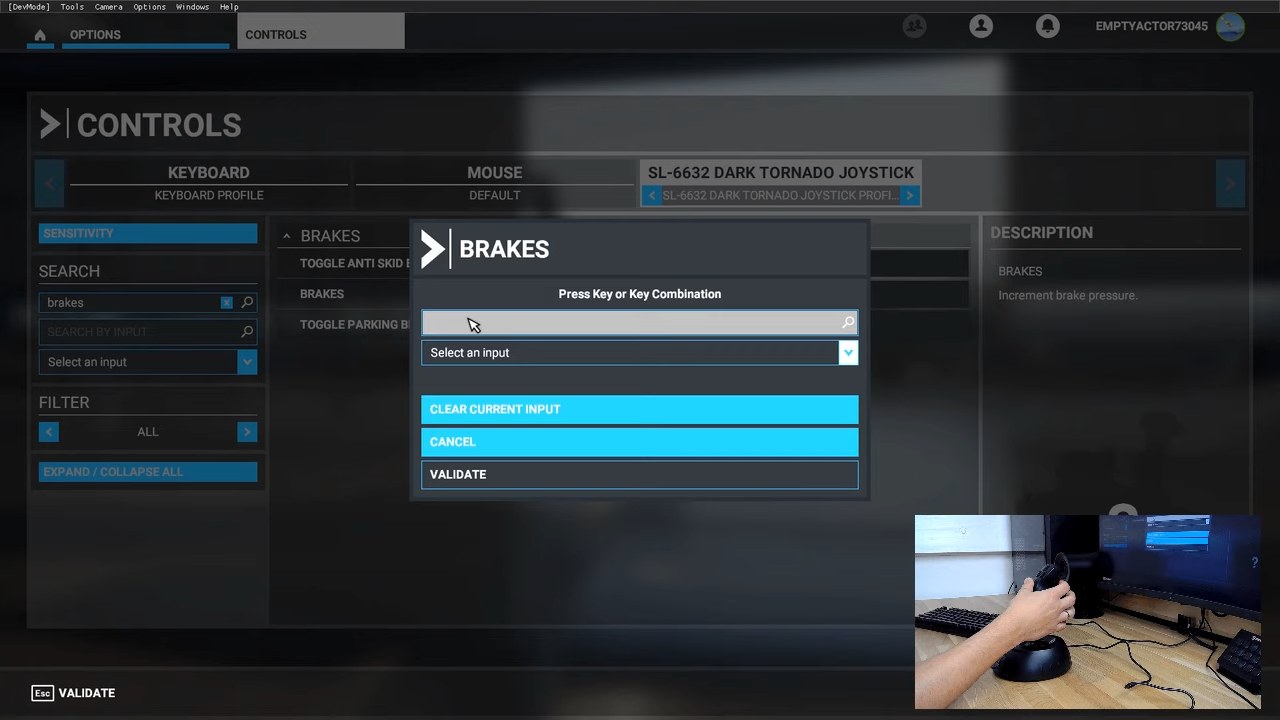 [DevMode] Tools Camera Options Windows Help
OPTIONS
CONTROLS
EMPTYACTOR73045
CONTROLS
KEYBOARD
KEYBOARD PROFILE
MOUSE
DEFAULT
SL-6632 DARK TORNADO JOYSTICK
SL-6632 DARK TORNADO JOYSTICK PROFI...
SENSITIVITY
SEARCH
brakes
SEARCH BY INPUT
Select an input
FILTER
ALL
EXPAND / COLLAPSE ALL
BRAKES
TOGGLE ANTI SKID
BRAKES
TOGGLE PARKING
BRAKES
Press Key or Key Combination
Select an input
CLEAR CURRENT INPUT
CANCEL
VALIDATE
DESCRIPTION
BRAKES
Increment brake pressure.
Esc VALIDATE